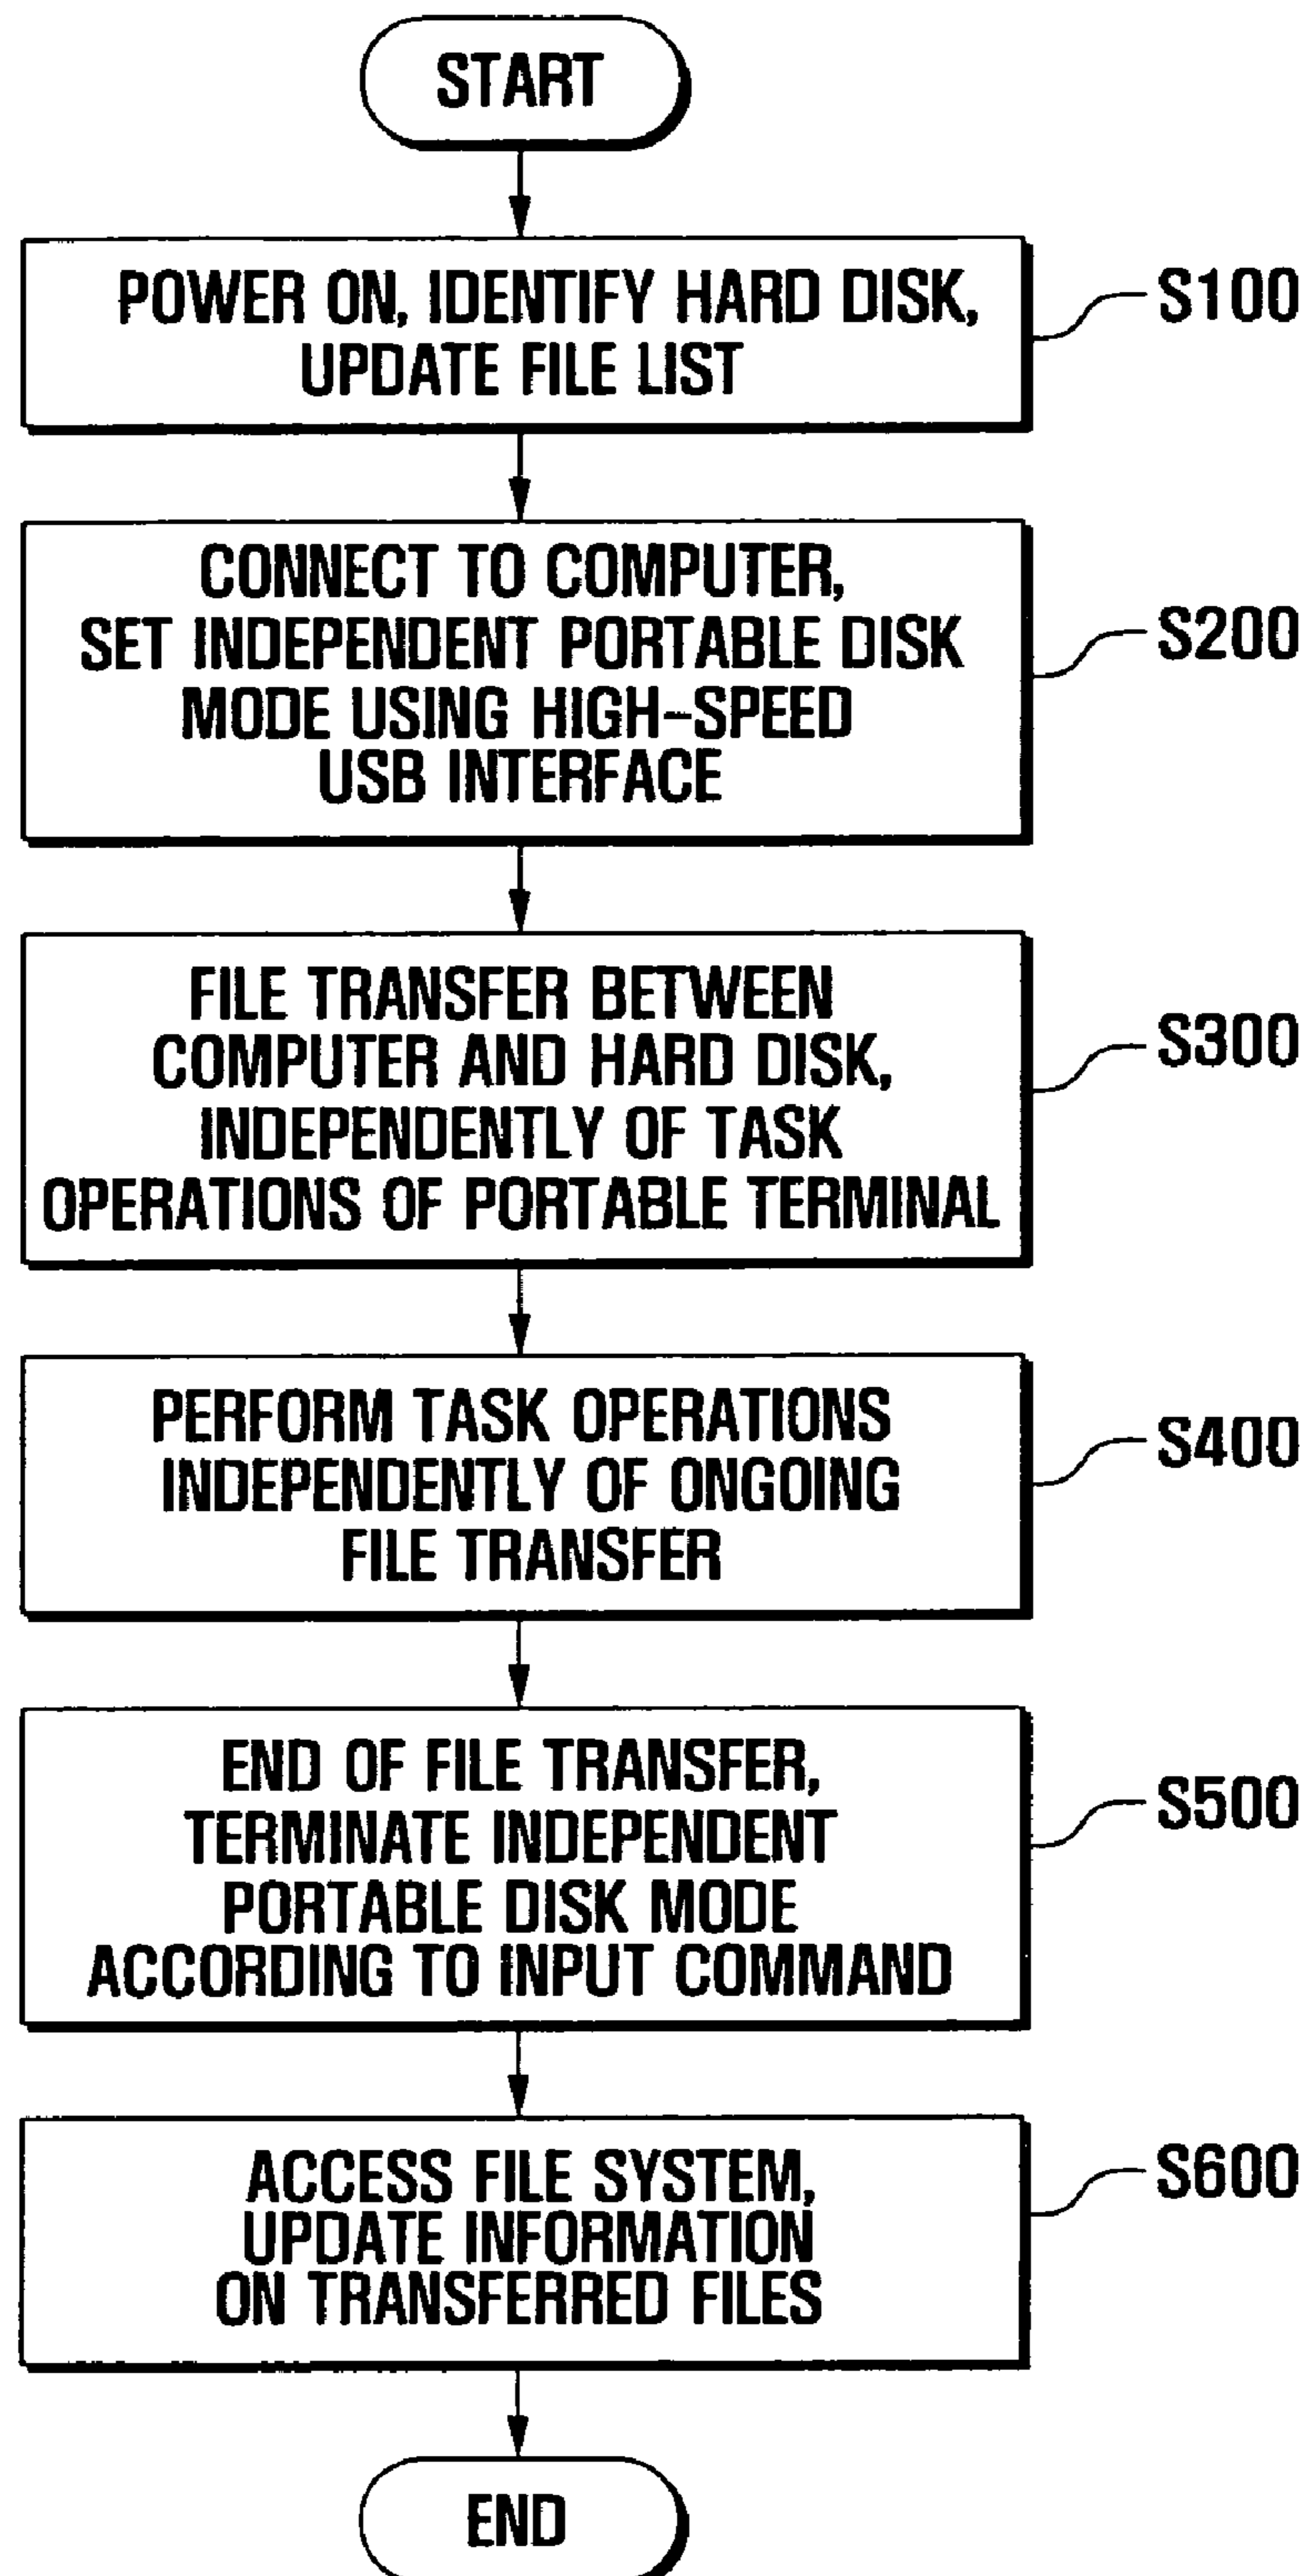 START
POWER ON, IDENTIFY HARD DISK,
UPDATE FILE LIST
S100
CONNECT TO COMPUTER,
SET INDEPENDENT PORTABLE DISK
MODE USING HIGH-SPEED
USB INTERFACE
S200
FILE TRANSFER BETWEEN
COMPUTER AND HARD DISK,
INDEPENDENTLY OF TASK
OPERATIONS OF PORTABLE TERMINAL
S300
PERFORM TASK OPERATIONS
INDEPENDENTLY OF ONGOING
FILE TRANSFER
S400
END OF FILE TRANSFER,
TERMINATE INDEPENDENT
PORTABLE DISK MODE
ACCORDING TO INPUT COMMAND
S500
ACCESS FILE SYSTEM,
UPDATE INFORMATION
ON TRANSFERRED FILES
S600
END